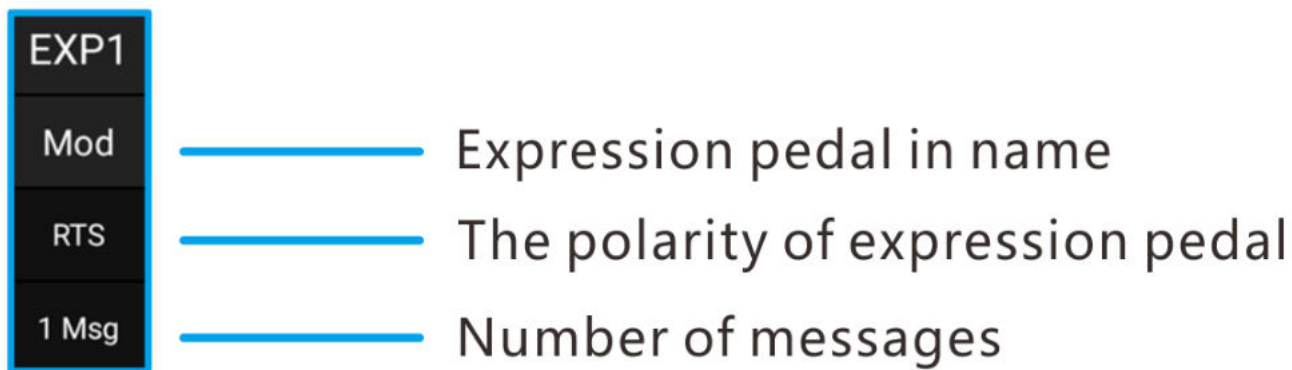 EXP1
Mod Expression pedal in name
RTS The polarity of expression pedal
1 Msg Number of messages